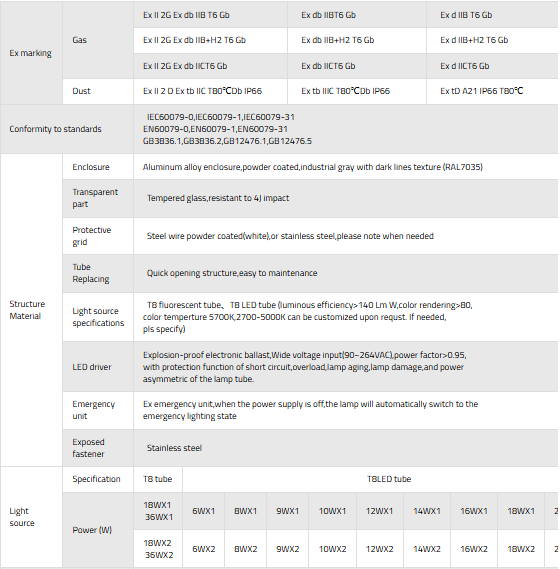 Ex marking
Gas
Ex II 2G Ex db IIB T6 Gb
Ex db IIBT6 Gb
Ex d IIB T6 Gb
Ex II 2G Ex db IIB+H2 T6 Gb
Ex db IIB+H2 T6 Gb
Ex d IIB+H2 T6 Gb
Ex II 2G Ex db IICT6 Gb
Ex db IICT6 Gb
Ex d IICT6 Gb
Dust
Ex II 2 D Ex tb IIC T80℃Db IP66
Ex tb IIIC T80℃Db IP66
Ex tD A21 IP66 T80℃
Conformity to standards
IEC60079-0,IEC60079-1,IEC60079-31
EN60079-0,EN60079-1,EN60079-31
GB3836.1,GB3836.2,GB12476.1,GB12476.5
Structure
Material
Enclosure
Aluminum alloy enclosure,powder coated,industrial gray with dark lines texture (RAL7035)
Transparent
part
Tempered glass,resistant to 4J impact
Protective
grid
Steel wire powder coated(white),or stainless steel,please note when needed
Tube
Replacing
Quick opening structure,easy to maintenance
Light source
specifications
T8 fluorescent tube、T8 LED tube (luminous efficiency>140 Lm W,color rendering>80,
color temperture 5700K,2700-5000K can be customized upon requst. If needed,
pls specify)
LED driver
Explosion-proof electronic ballast,Wide voltage input(90~264VAC),power factor>0.95,
with protection function of short circuit,overload,lamp aging,lamp damage,and power
asymmetric of the lamp tube.
Emergency
unit
Ex emergency unit,when the power supply is off,the lamp will automatically switch to the
emergency lighting state
Exposed
fastener
Stainless steel
Light
source
Specification
T8 tube
T8LED tube
Power (W)
18WX1
36WX1
6WX1
8WX1
9WX1
10WX1
12WX1
14WX1
16WX1
18WX1
2
18WX2
36WX2
6WX2
8WX2
9WX2
10WX2
12WX2
14WX2
16WX2
18WX2
2